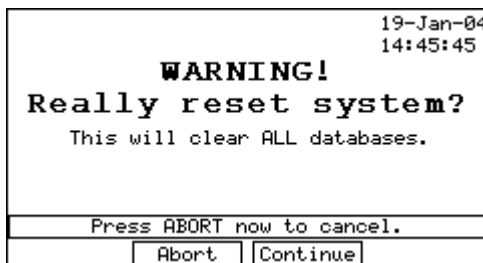 19-Jan-04
14:45:45
WARNING!
Really reset system?
This will clear ALL databases.
Press ABORT now to cancel.
Abort Continue